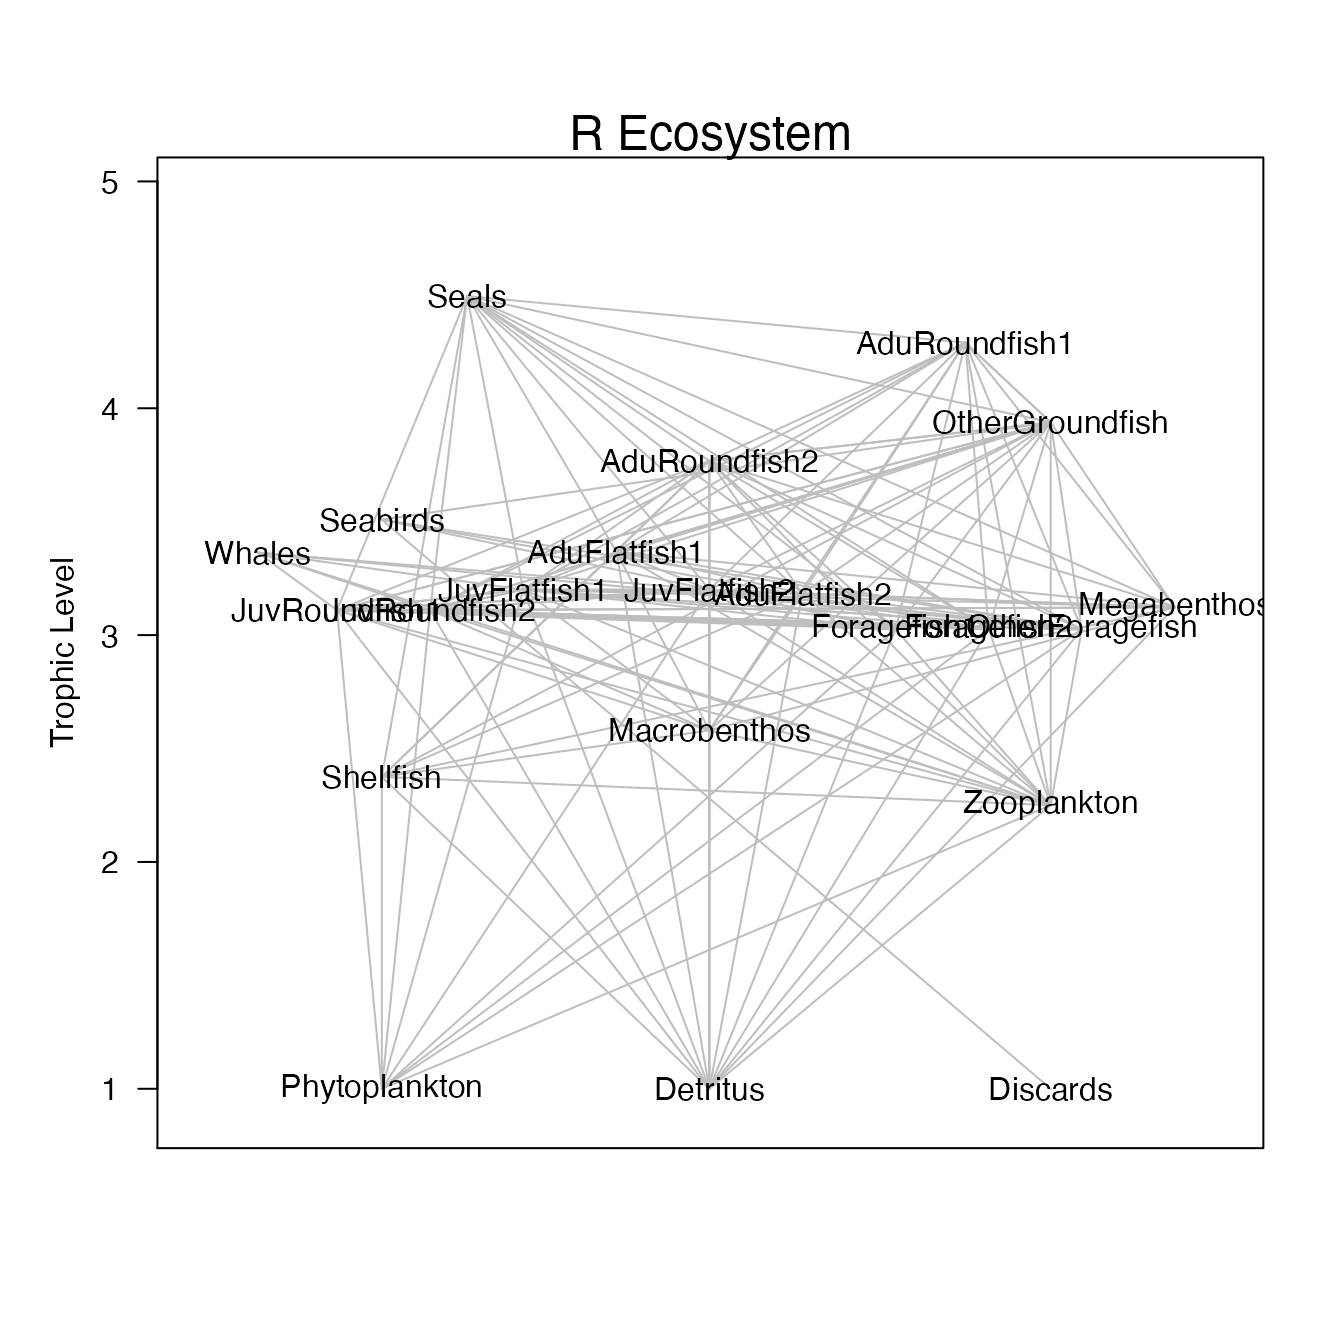 R Ecosystem
5
Seals
AduRoundfish1
4
OtherGroundfish
AduRoundfish2
Seabirds
Whales
AduFlatfish1
JuvFlatfish1
JuvFlatfish2
AduFlatfish2
JuvRoundfish1
JuvRoundfish2
Megabenthos
Foragefish1
Foragefish2
OtherForagefish
3
Trophic Level
Macrobenthos
Shellfish
Zooplankton
2
1
Phytoplankton
Detritus
Discards